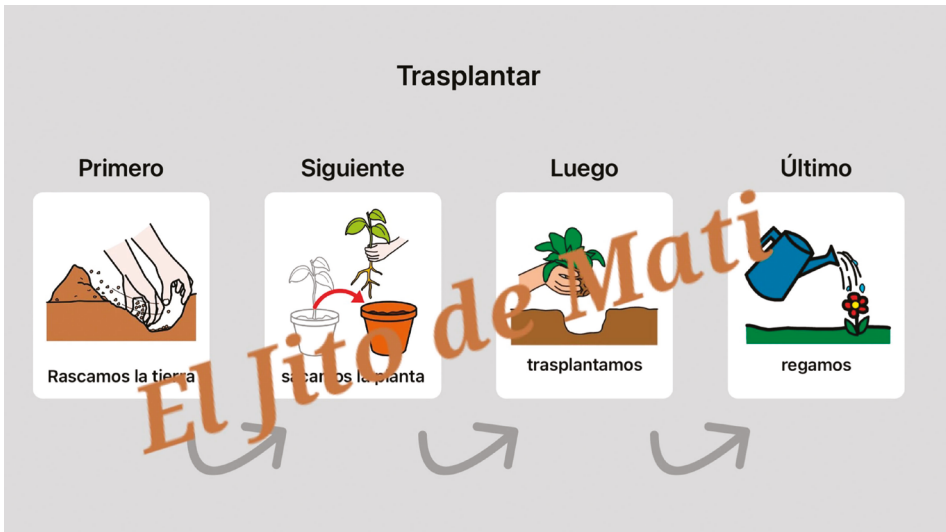 Trasplantar
Primero
Siguiente
Luego
Último
Rascamos la tierra
sacamos la planta
trasplantamos
regamos
El Jito de Mati